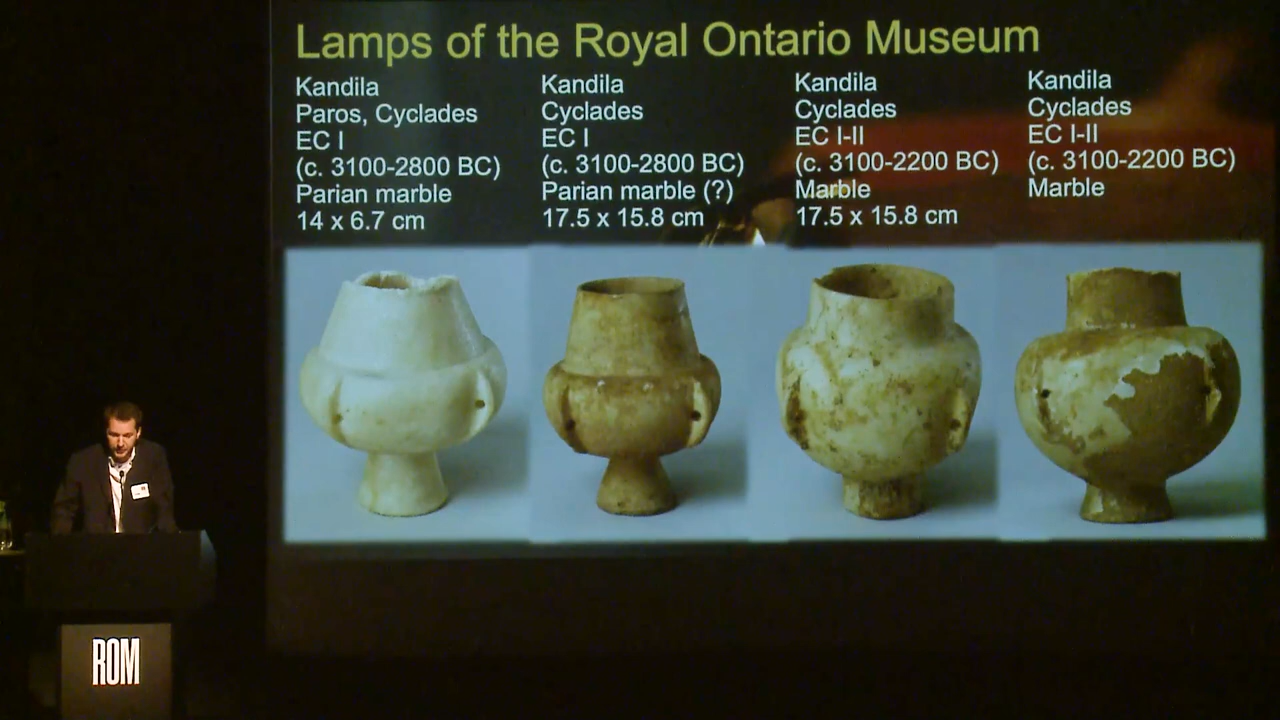 Lamps of the Royal Ontario Museum
Kandila
Paros, Cyclades
EC I
(c. 3100-2800 BC)
Parian marble
14 x 6.7 cm
Kandila
Cyclades
EC I
(c. 3100-2800 BC)
Parian marble (?)
17.5 x 15.8 cm
Kandila
Cyclades
EC I-II
(c. 3100-2200 BC)
Marble
17.5 x 15.8 cm
Kandila
Cyclades
EC I-II
(c. 3100-2200 BC)
Marble
ROM